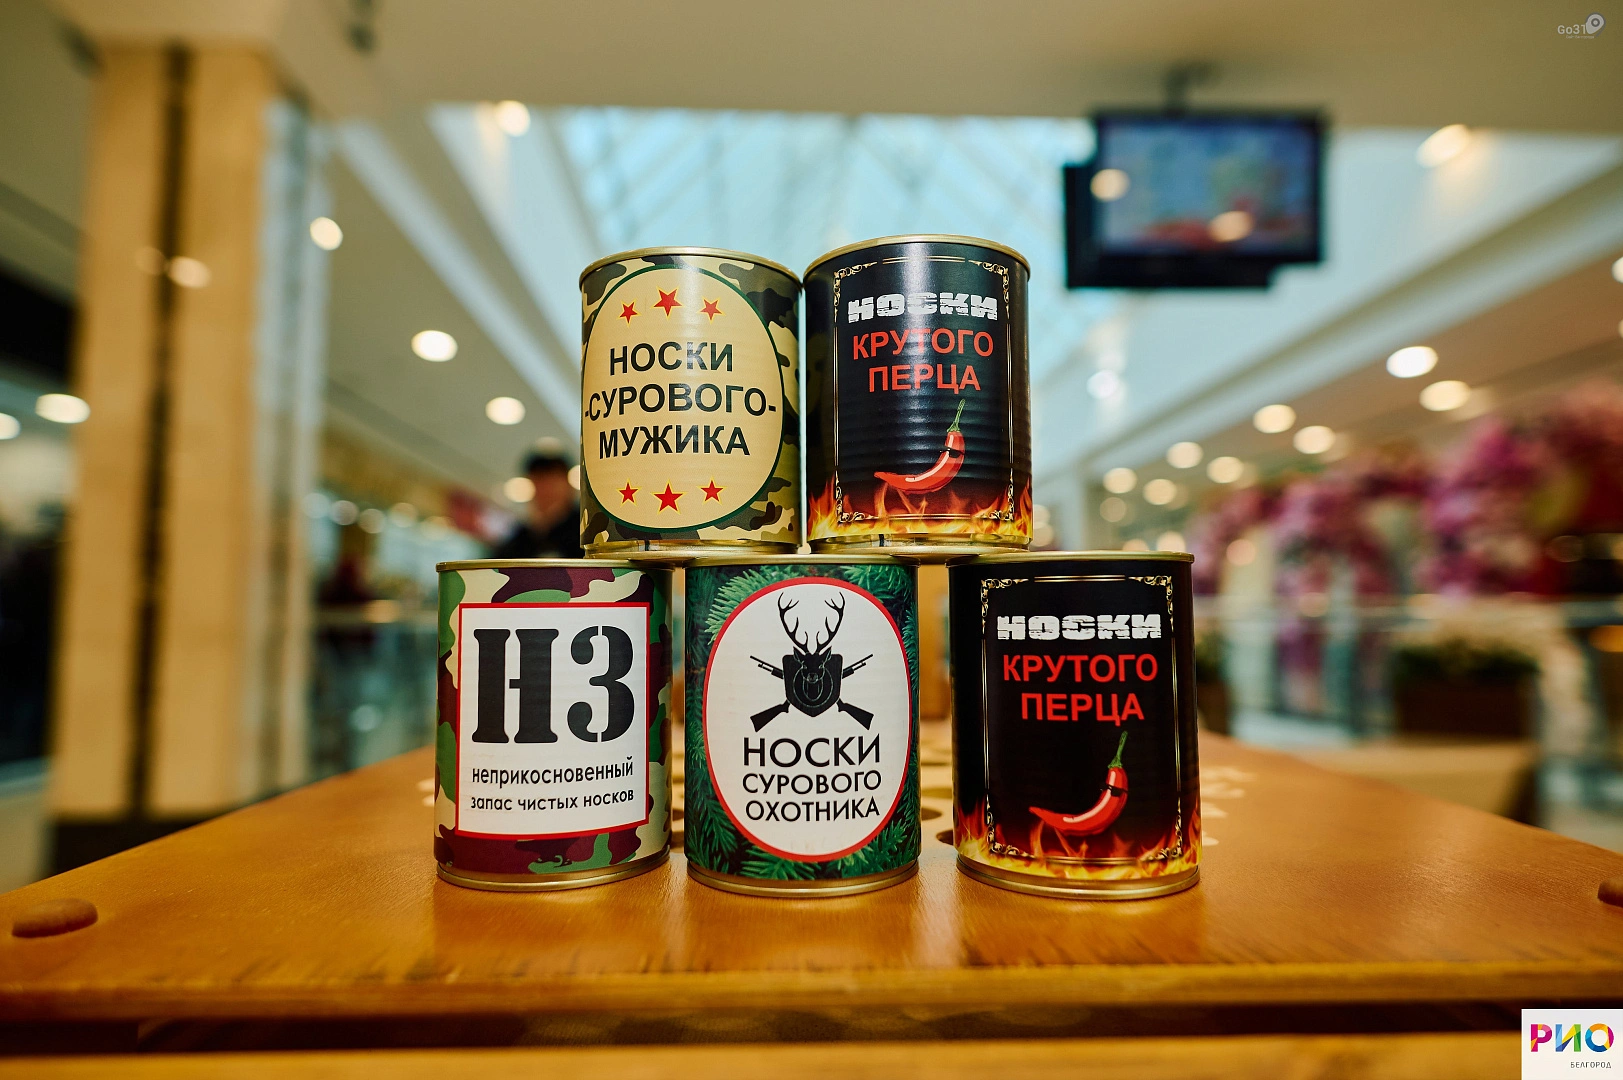 Go31
НОСКИ
-СУРОВОГО-
МУЖИКА
НОСКИ
КРУТОГО
ПЕРЦА
НЗ
неприкосновенный
запас чистых носков
НОСКИ
СУРОВОГО
ОХОТНИКА
НОСКИ
КРУТОГО
ПЕРЦА
РИО
БЕЛГОРОД